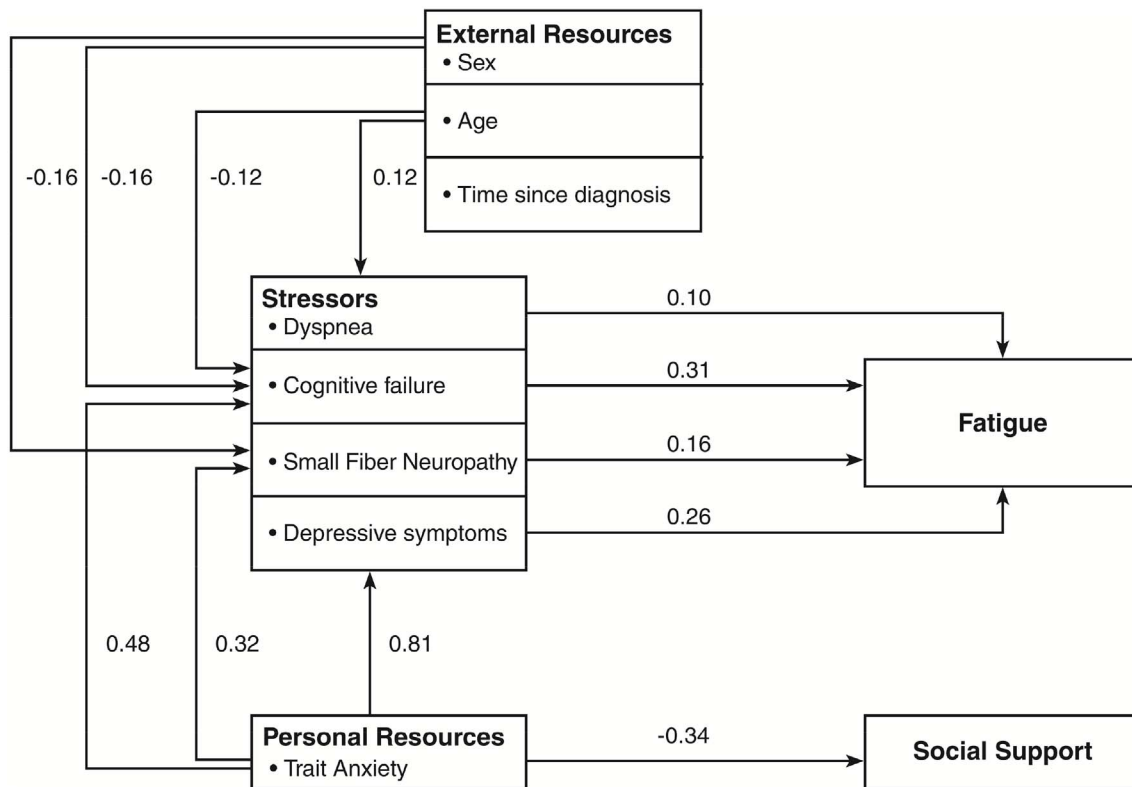 External Resources
• Sex
• Age
• Time since diagnosis
-0.16
-0.16
-0.12
0.12
Stressors
• Dyspnea
• Cognitive failure
• Small Fiber Neuropathy
• Depressive symptoms
0.10
0.31
0.16
0.26
Fatigue
0.48
0.32
0.81
Personal Resources
• Trait Anxiety
-0.34
Social Support